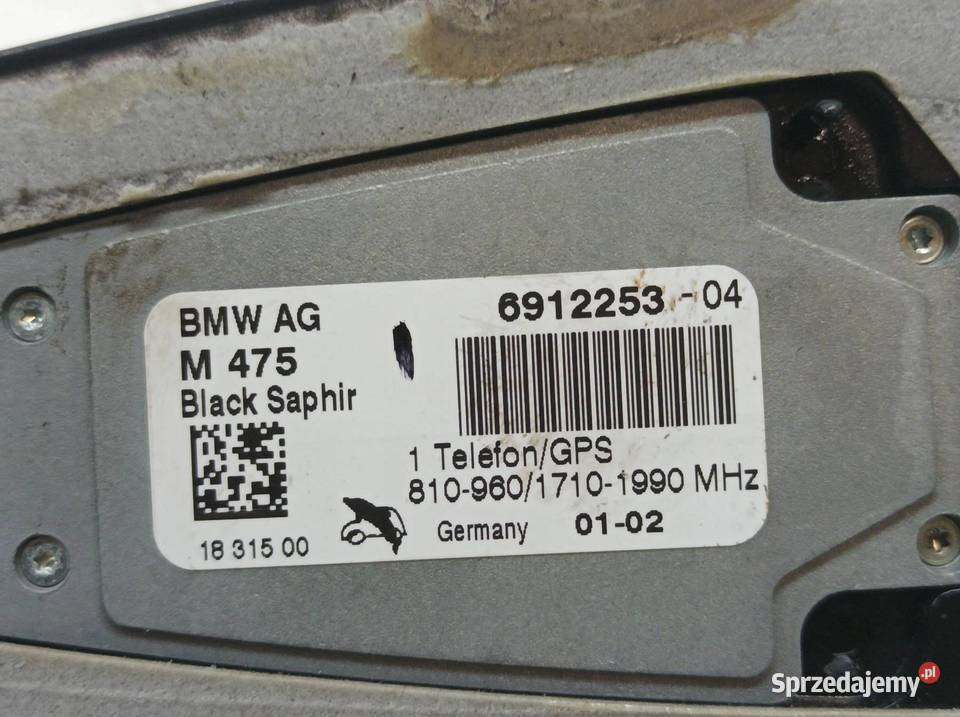 BMW AG
M 475
Black Saphir
6912253 - 04
1 Telefon/GPS
810-960/1710-1990 MHz
18 315 00
Germany 01-02
Sprzedajemy.pl